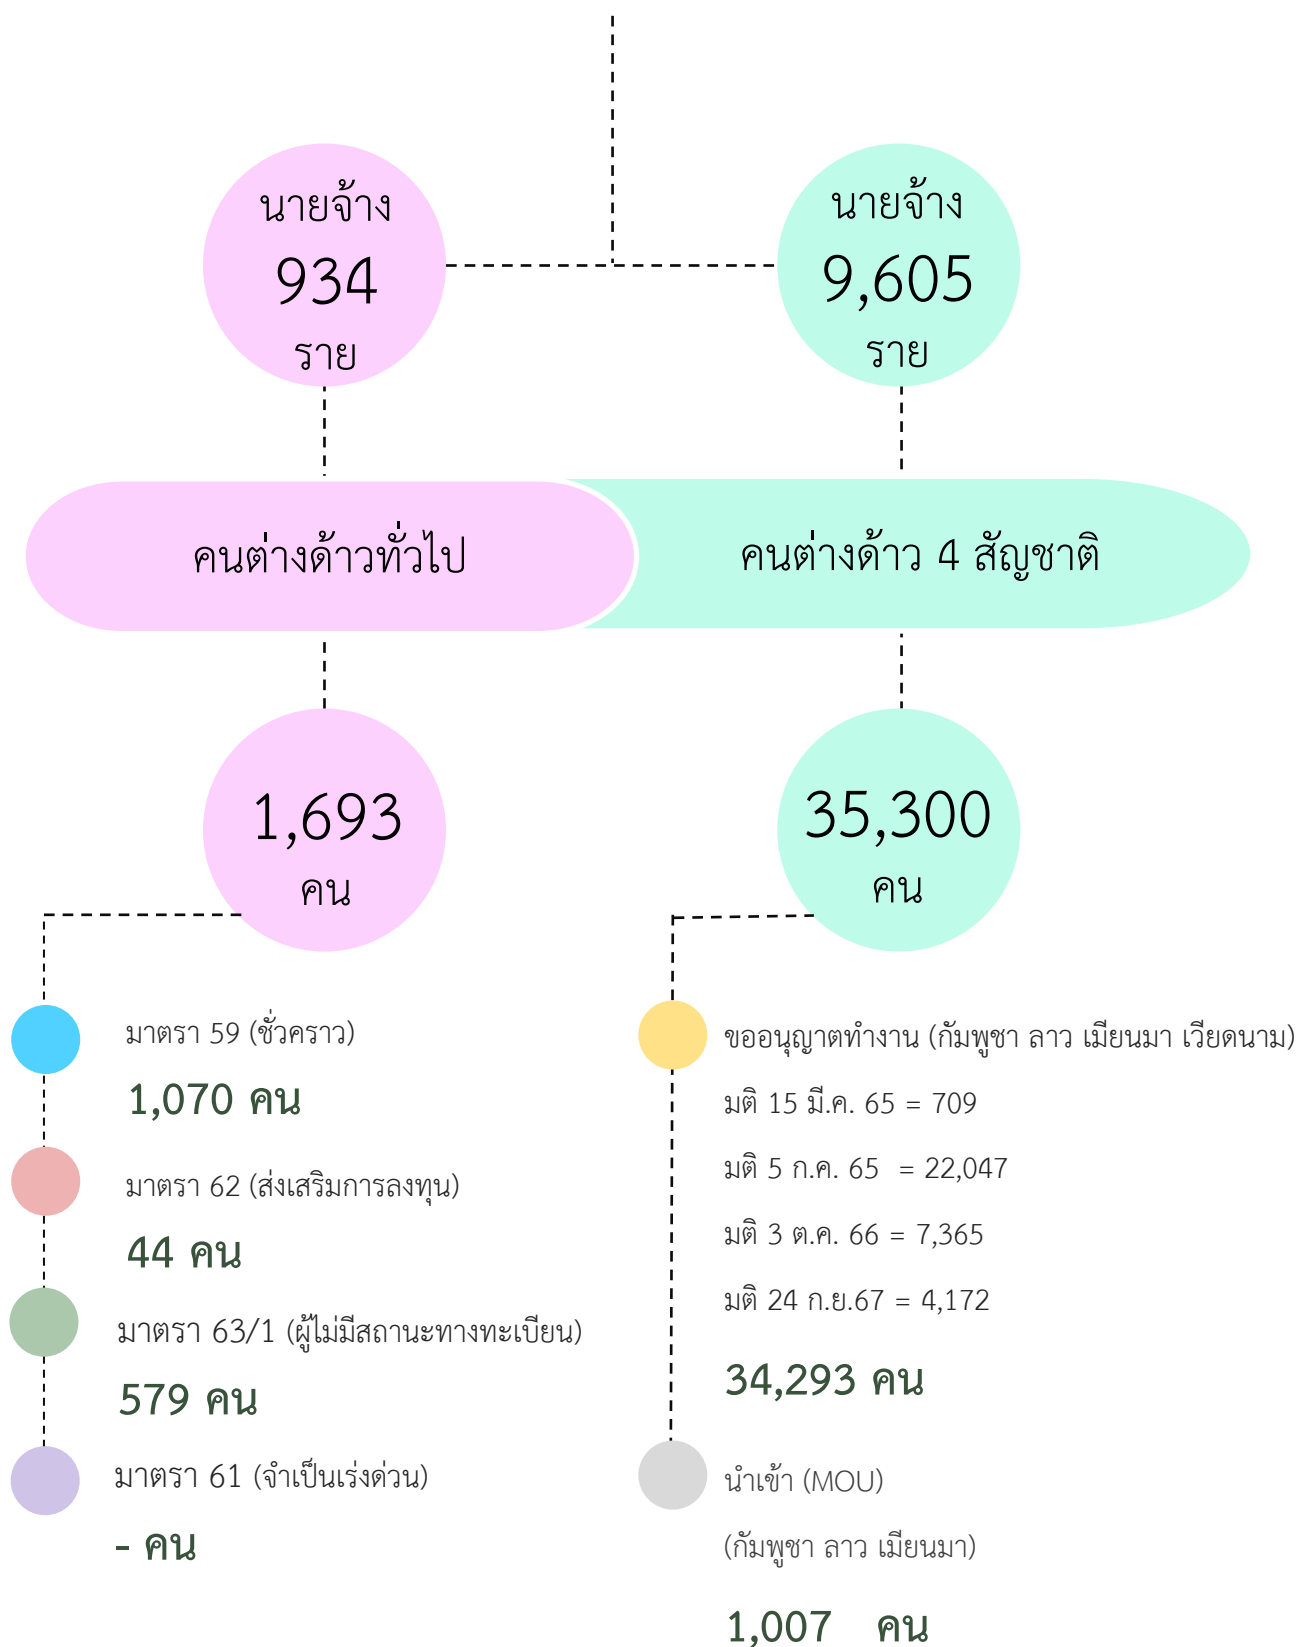 นายจ้าง
934
ราย
นายจ้าง
9,605
ราย
คนต่างด้าวทั่วไป
คนต่างด้าว 4 สัญชาติ
1,693
คน
35,300
คน
มาตรา 59 (ชั่วคราว)
1,070 คน
มาตรา 62 (ส่งเสริมการลงทุน)
44 คน
มาตรา 63/1 (ผู้ไม่มีสถานะทางทะเบียน)
579 คน
มาตรา 61 (จำเป็นเร่งด่วน)
- คน
ขออนุญาตทำงาน (กัมพูชา ลาว เมียนมา เวียดนาม)
มติ 15 มี.ค. 65 = 709
มติ 5 ก.ค. 65 = 22,047
มติ 3 ต.ค. 66 = 7,365
มติ 24 ก.ย.67 = 4,172
34,293 คน
นำเข้า (MOU)
(กัมพูชา ลาว เมียนมา)
1,007 คน